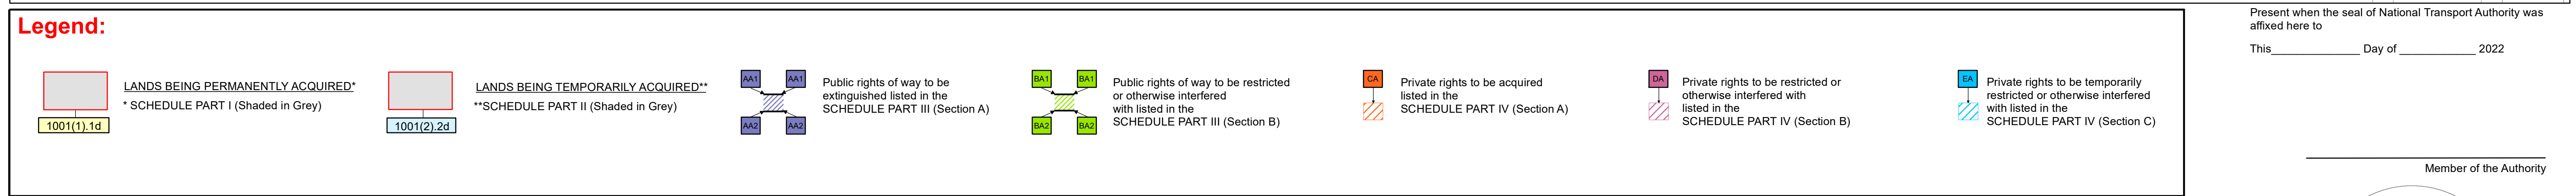 Legend:
1001(1).1d
LANDS BEING PERMANENTLY ACQUIRED*
* SCHEDULE PART I (Shaded in Grey)
1001(2).2d
LANDS BEING TEMPORARILY ACQUIRED**
**SCHEDULE PART II (Shaded in Grey)
AA1 AA1
AA2 AA2
Public rights of way to be
extinguished listed in the
SCHEDULE PART III (Section A)
BA1 BA1
BA2 BA2
Public rights of way to be restricted
or otherwise interfered
with listed in the
SCHEDULE PART III (Section B)
CA
Private rights to be acquired
listed in the
SCHEDULE PART IV (Section A)
DA
Private rights to be restricted or
otherwise interfered with
listed in the
SCHEDULE PART IV (Section B)
EA
Private rights to be temporarily
restricted or otherwise interfered
with listed in the
SCHEDULE PART IV (Section C)
Present when the seal of National Transport Authority was
affixed here to
This______________ Day of ____________ 2022
Member of the Authority